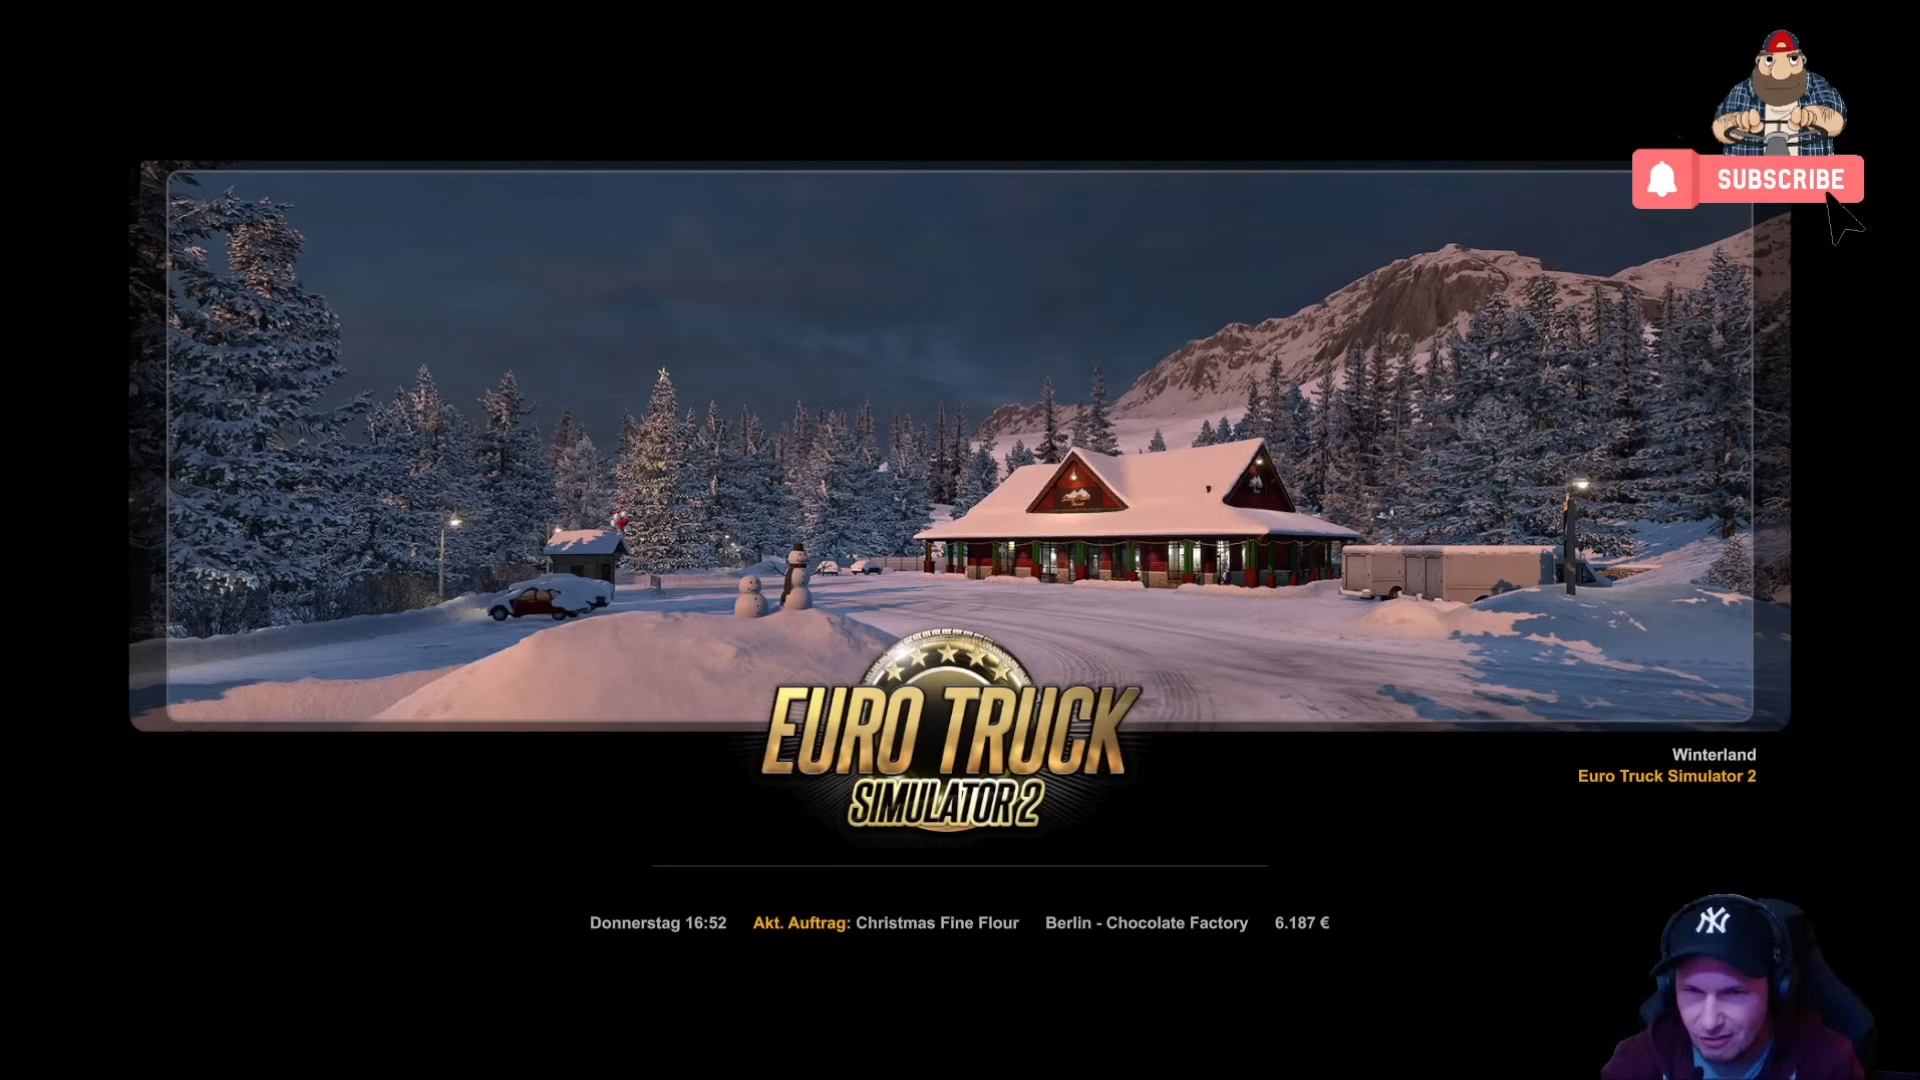 SUBSCRIBE
EURO TRUCK
SIMULATOR 2
Winterland
Euro Truck Simulator 2
Donnerstag 16:52 Akt. Auftrag: Christmas Fine Flour Berlin - Chocolate Factory 6.187 €
NY